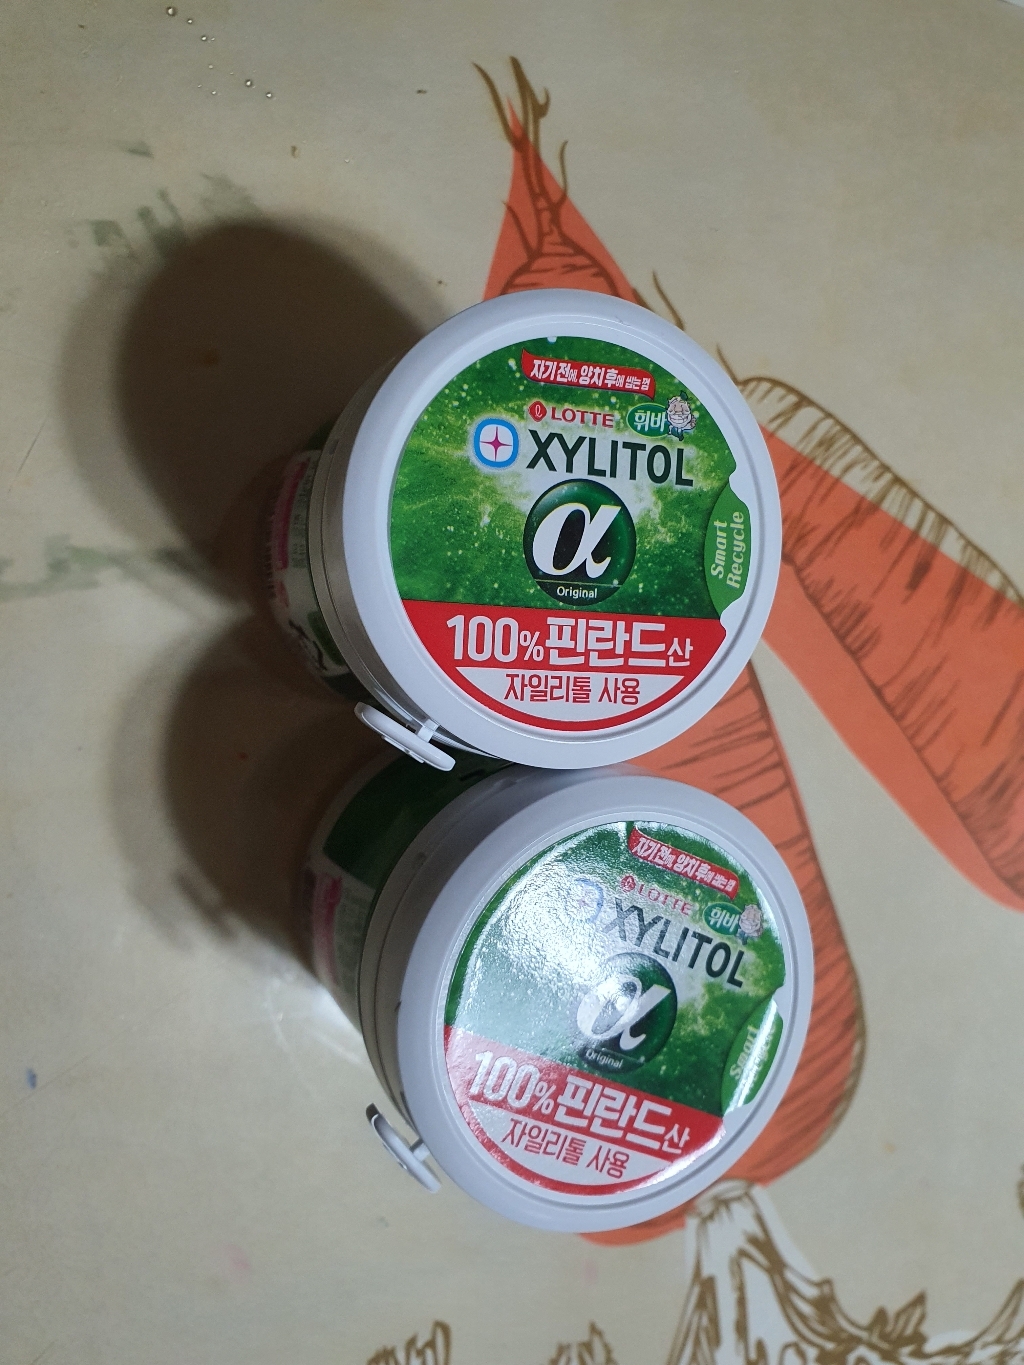 자기 전에, 양치 후에 씹는 껌
LOTTE 휘바
XYLITOL
α
Original
Smart
Recycle
100% 핀란드산
자일리톨 사용
자기 전에, 양치 후에 씹는 껌
LOTTE 휘바
XYLITOL
α
Original
Smart
100% 핀란드산
자일리톨 사용